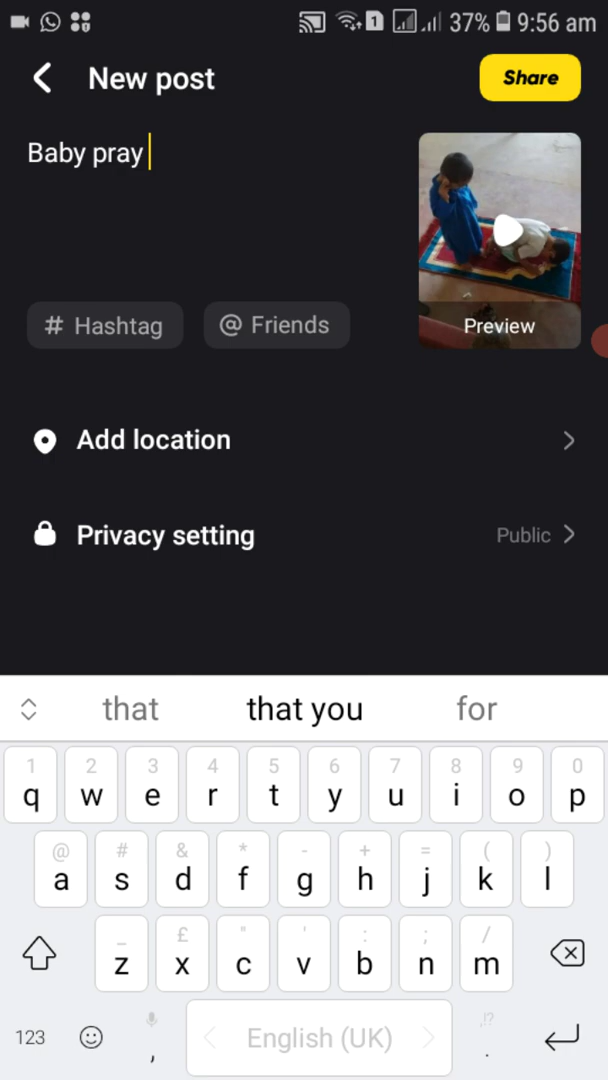 1 37% 9:56 am
New post
Share
Baby pray
# Hashtag
@ Friends
Preview
Add location
Privacy setting
Public
that
that you
for
1 2 3 4 5 6 7 8 9 0
q w e r t y u i o p
@ # & * - + = ( )
a s d f g h j k l
_ £ " ' : ; /
z x c v b n m
,!?
123
,
English (UK)
.